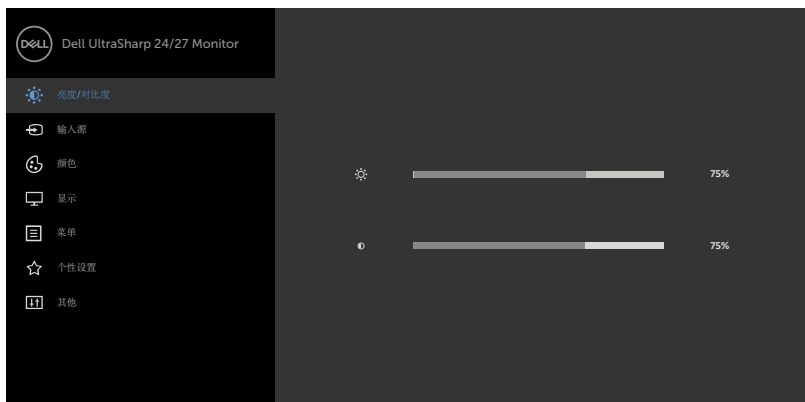 DELL
Dell UltraSharp 24/27 Monitor
亮度/对比度
输入源
颜色
75%
显示
菜单
75%
个性设置
其他